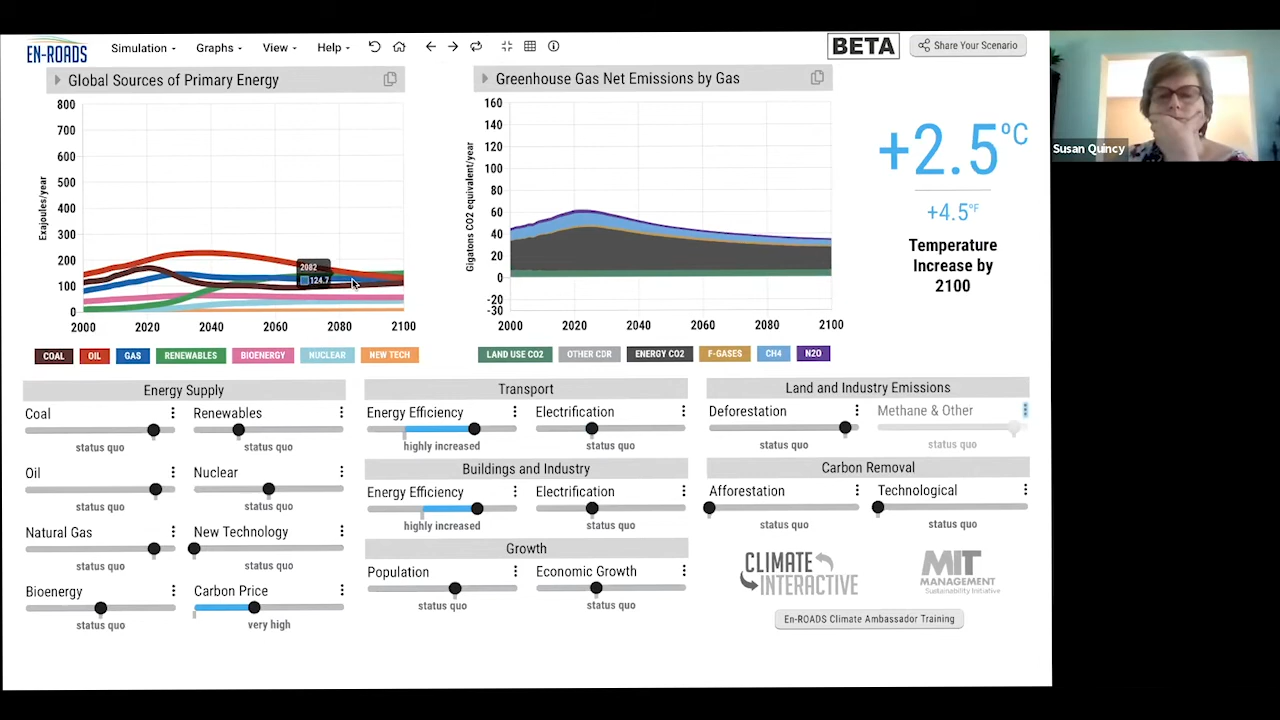 EN-ROADS
Simulation Graphs View Help
BETA
Share Your Scenario
Global Sources of Primary Energy
Exajoules/year
800
700
600
500
400
300
200
100
0
2000 2020 2040 2060 2080 2100
2082
124.7
COAL OIL GAS RENEWABLES BIOENERGY NUCLEAR NEW TECH
Greenhouse Gas Net Emissions by Gas
Gigatons CO2 equivalent/year
160
140
120
100
80
60
40
20
0
-20
-30
2000 2020 2040 2060 2080 2100
LAND USE CO2 OTHER CDR ENERGY CO2 F-GASES CH4 N2O
+2.5°C
+4.5°F
Temperature
Increase by
2100
Susan Quincy
Energy Supply
Coal
status quo
Renewables
status quo
Oil
status quo
Nuclear
status quo
Natural Gas
status quo
New Technology
status quo
Bioenergy
status quo
Carbon Price
very high
Transport
Energy Efficiency
highly increased
Electrification
status quo
Buildings and Industry
Energy Efficiency
highly increased
Electrification
status quo
Growth
Population
status quo
Economic Growth
status quo
Land and Industry Emissions
Deforestation
status quo
Methane & Other
status quo
Carbon Removal
Afforestation
status quo
Technological
status quo
CLIMATE
INTERACTIVE
MIT
MANAGEMENT
Sustainability Initiative
En-ROADS Climate Ambassador Training